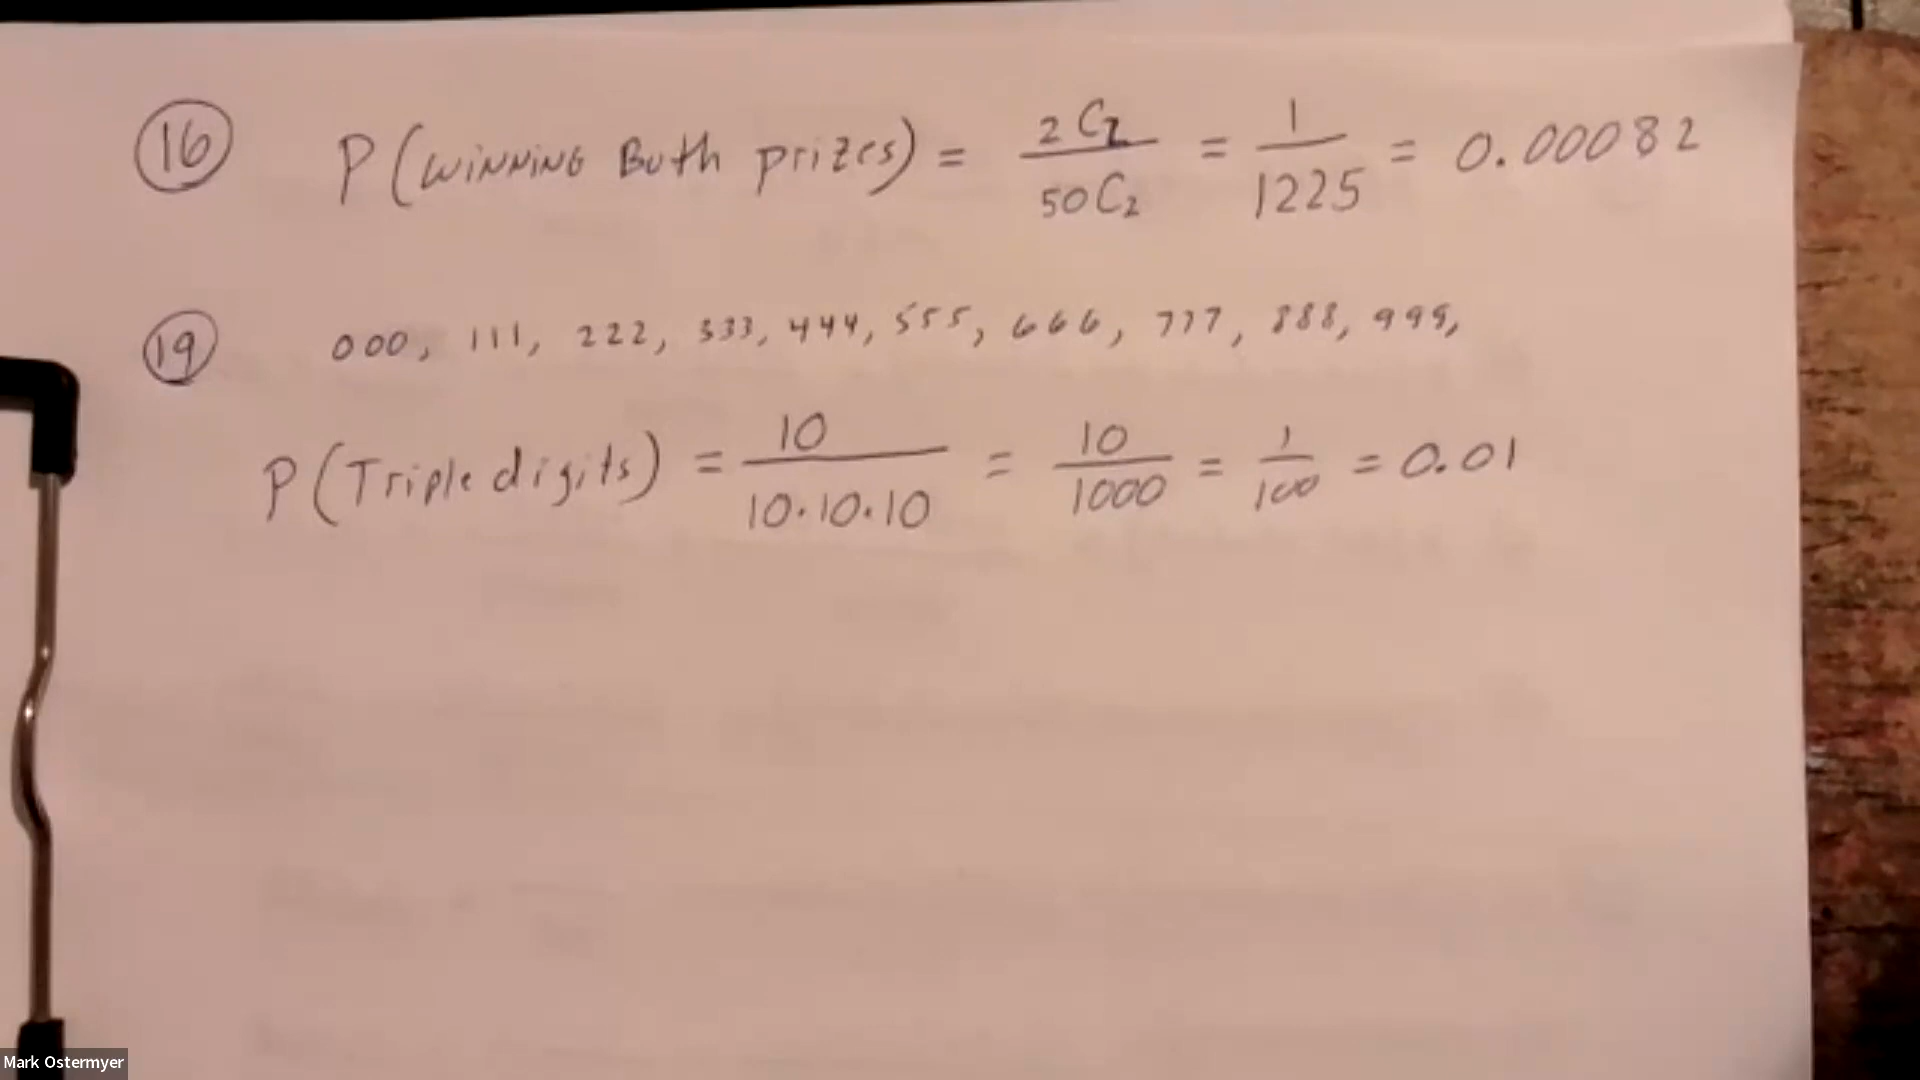 16 P(WINNING Both prizes) = 2C2/50C2 = 1/1225 = 0.00082
19 000, 111, 222, 333, 444, 555, 666, 777, 888, 999,
P(Triple digits) = 10/10·10·10 = 10/1000 = 1/100 = 0.01
Mark Ostermyer